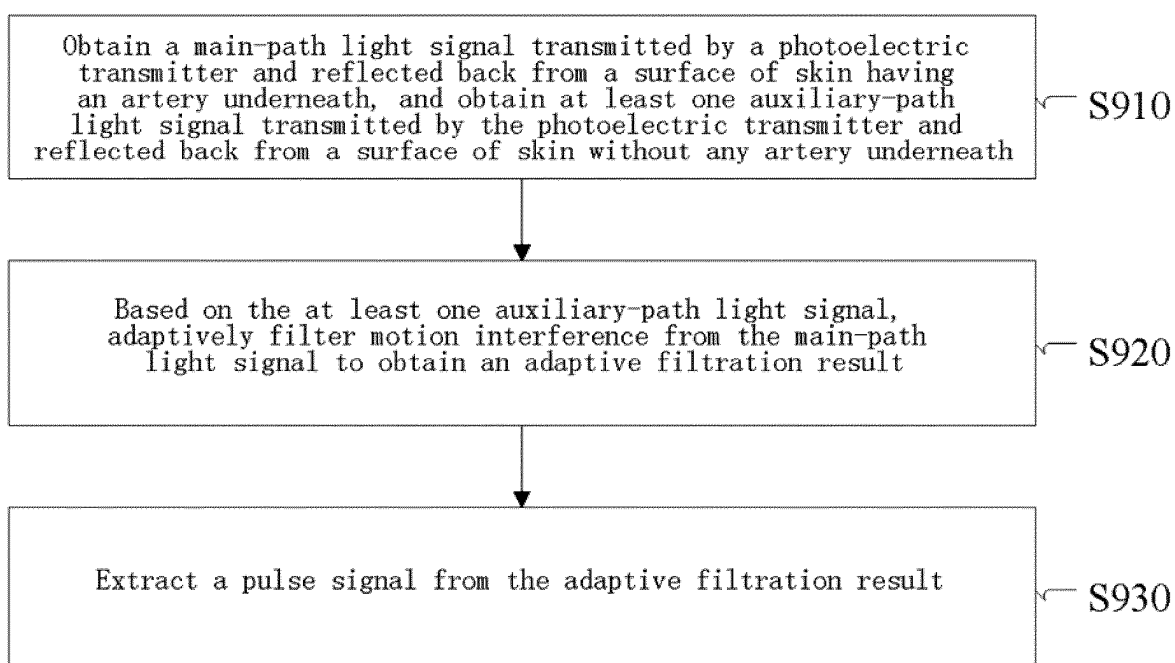 Obtain a main-path light signal transmitted by a photoelectric
transmitter and reflected back from a surface of skin having
an artery underneath, and obtain at least one auxiliary-path
light signal transmitted by the photoelectric transmitter and
reflected back from a surface of skin without any artery underneath
S910
Based on the at least one auxiliary-path light signal,
adaptively filter motion interference from the main-path
light signal to obtain an adaptive filtration result
S920
Extract a pulse signal from the adaptive filtration result
S930